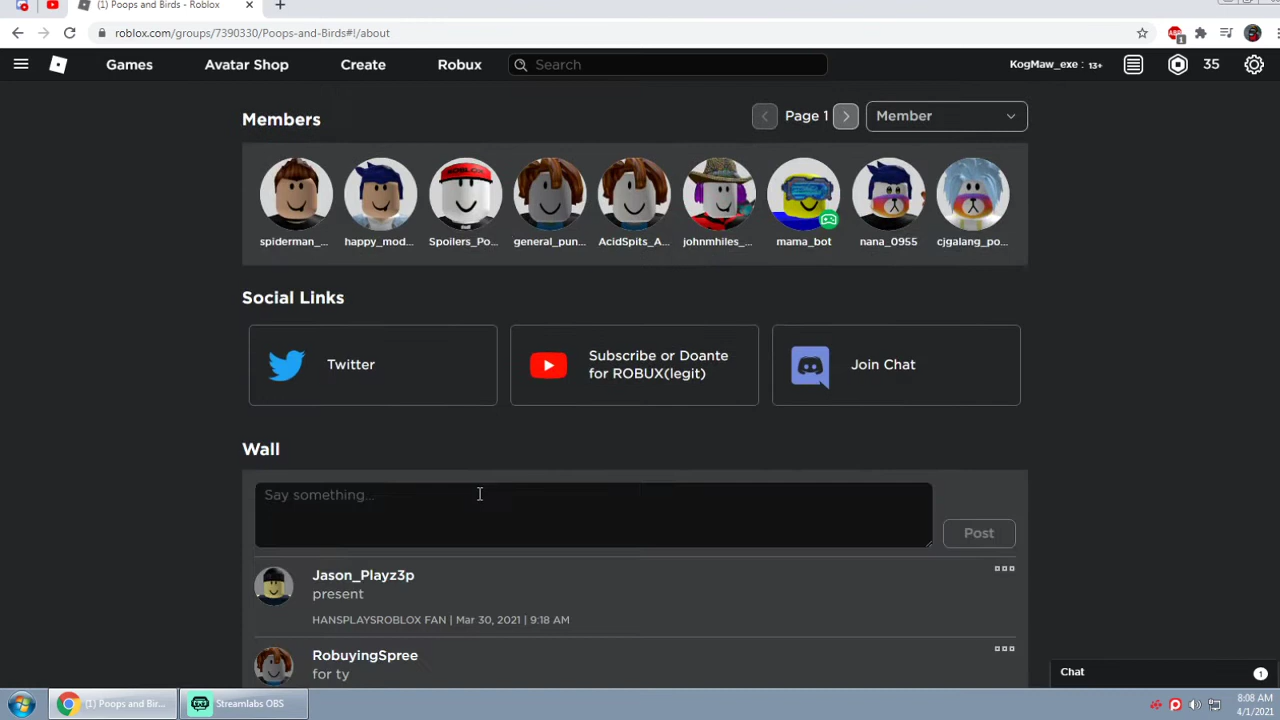 (1) Poops and Birds - Roblox
roblox.com/groups/7390330/Poops-and-Birds#!/about
1
Games
Avatar Shop
Create
Robux
Search
KogMaw_exe : 13+
35
Members
Page 1
Member
spiderman_...
happy_mod...
Spoilers_Po...
general_pun...
AcidSpits_A...
johnmhiles_...
mama_bot
nana_0955
cjgalang_po...
ROBLOX
Social Links
Twitter
Subscribe or Doante
for ROBUX(legit)
Join Chat
Wall
Say something...
Post
Jason_Playz3p
present
HANSPLAYSROBLOX FAN | Mar 30, 2021 | 9:18 AM
RobuyingSpree
for ty
Chat
1
(1) Poops and Bir...
Streamlabs OBS
8:08 AM
4/1/2021